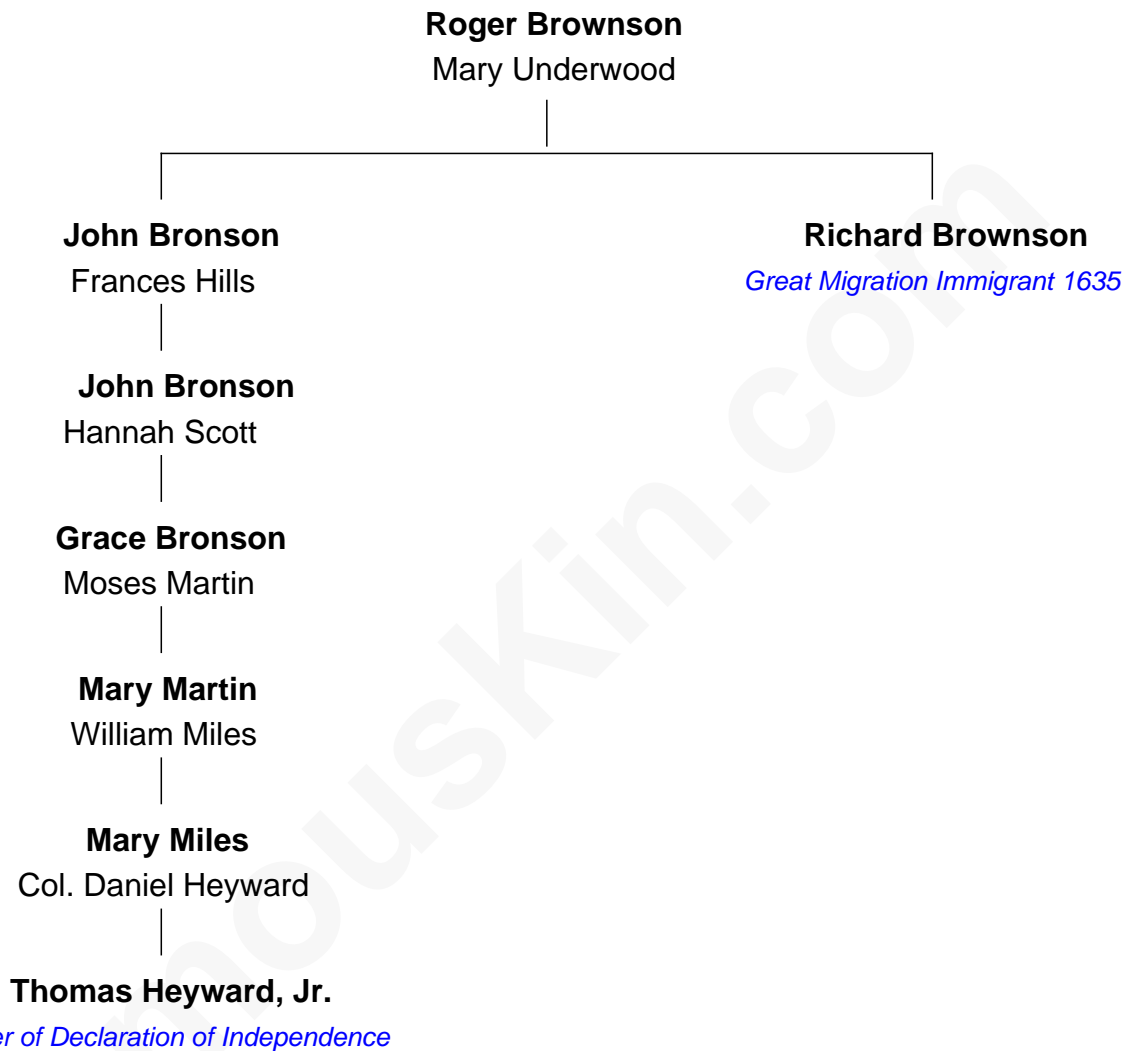 Roger Brownson
Mary Underwood
John Bronson
Frances Hills
Richard Brownson
Great Migration Immigrant 1635
John Bronson
Hannah Scott
Grace Bronson
Moses Martin
Mary Martin
William Miles
Mary Miles
Col. Daniel Heyward
Thomas Heyward, Jr.
of Declaration of Independence